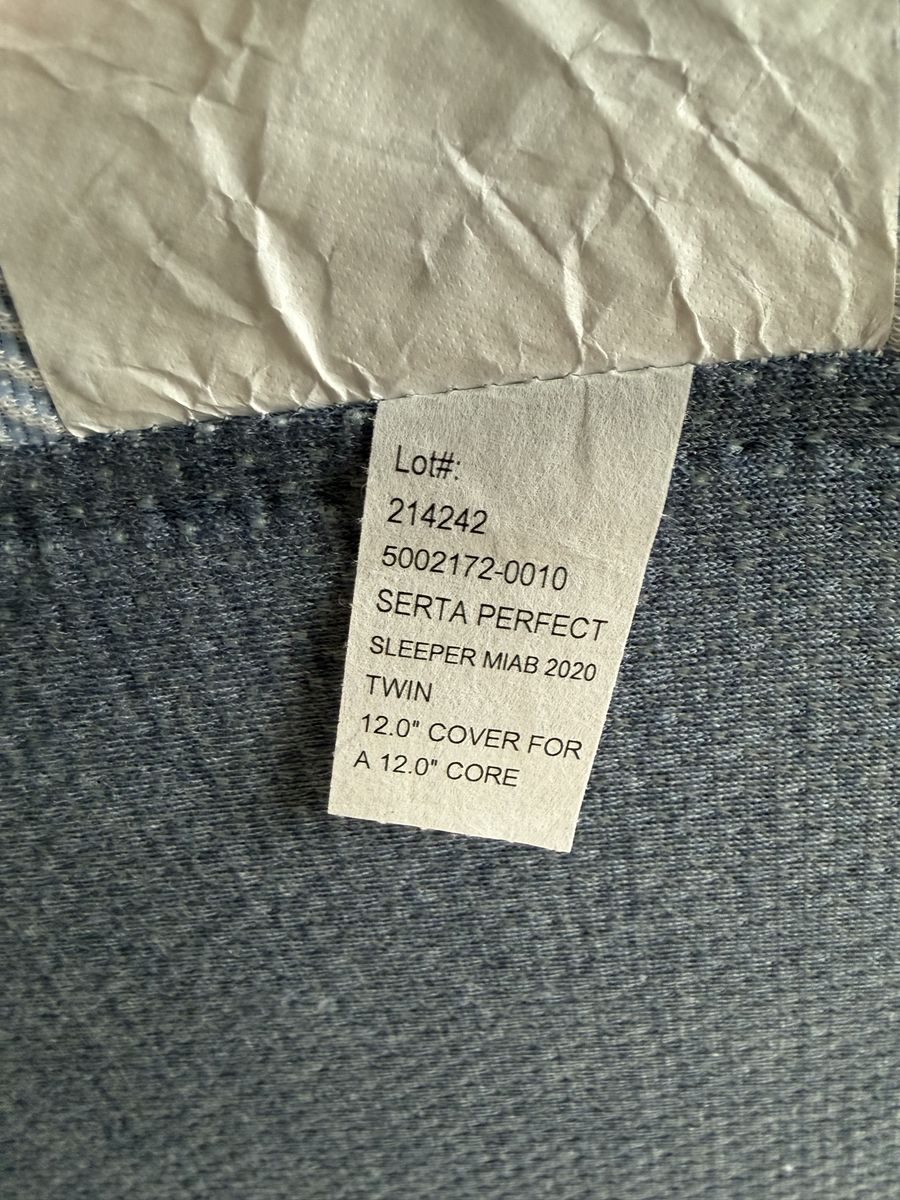 Lot#:
214242
5002172-0010
SERTA PERFECT
SLEEPER MIAB 2020
TWIN
12.0" COVER FOR
A 12.0" CORE